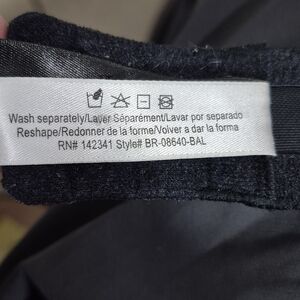 Wash separately/Laver Séparément/Lavar por separado
Reshape/Redonner de la forme/Volver a dar la forma
RN# 142341 Style# BR-08640-BAL